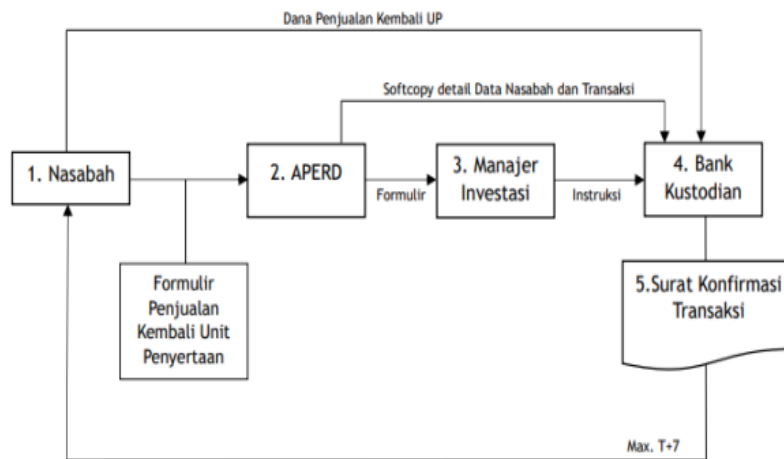 Dana Penjualan Kembali UP
Softcopy detail Data Nasabah dan Transaksi
1. Nasabah
2. APERD
Formulir
3. Manajer
Investasi
Instruksi
4. Bank
Kustodian
Formulir
Penjualan
Kembali Unit
Penyertaan
5.Surat Konfirmasi
Transaksi
Max. T+7